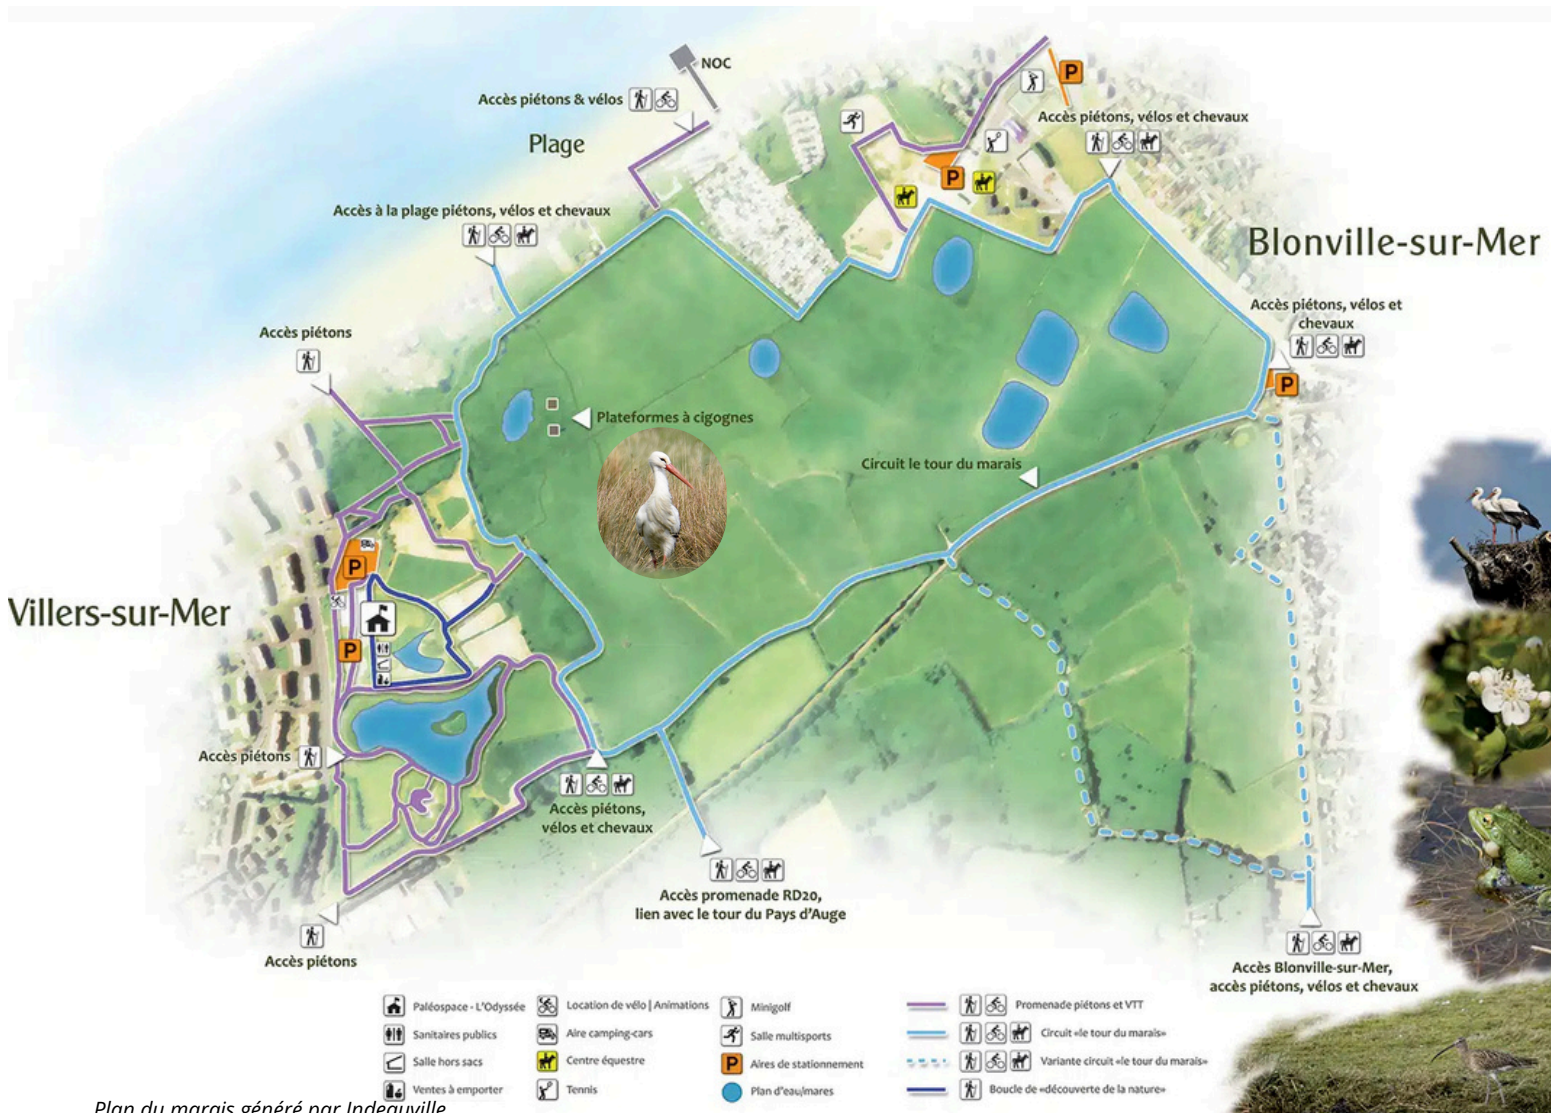 NOC
Accès piétons & vélos
Plage
Accès piétons, vélos et chevaux
P
P
Accès à la plage piétons, vélos et chevaux
Blonville-sur-Mer
Accès piétons, vélos et
chevaux
P
Accès piétons
Plateformes à cigognes
Circuit le tour du marais
P
Villers-sur-Mer
P
Accès piétons
Accès piétons,
vélos et chevaux
Accès promenade RD20,
lien avec le tour du Pays d'Auge
Accès piétons
Accès Blonville-sur-Mer,
accès piétons, vélos et chevaux
Paléospace - L'Odyssée
Sanitaires publics
Salle hors sacs
Ventes à emporter
Location de vélo | Animations
Aire camping-cars
Centre équestre
Tennis
Minigolf
Salle multisports
P Aires de stationnement
Plan d'eau/mares
Promenade piétons et VTT
Circuit «le tour du marais»
Variante circuit «le tour du marais»
Boucle de «découverte de la nature»
Plan du marais généré par Indeauville